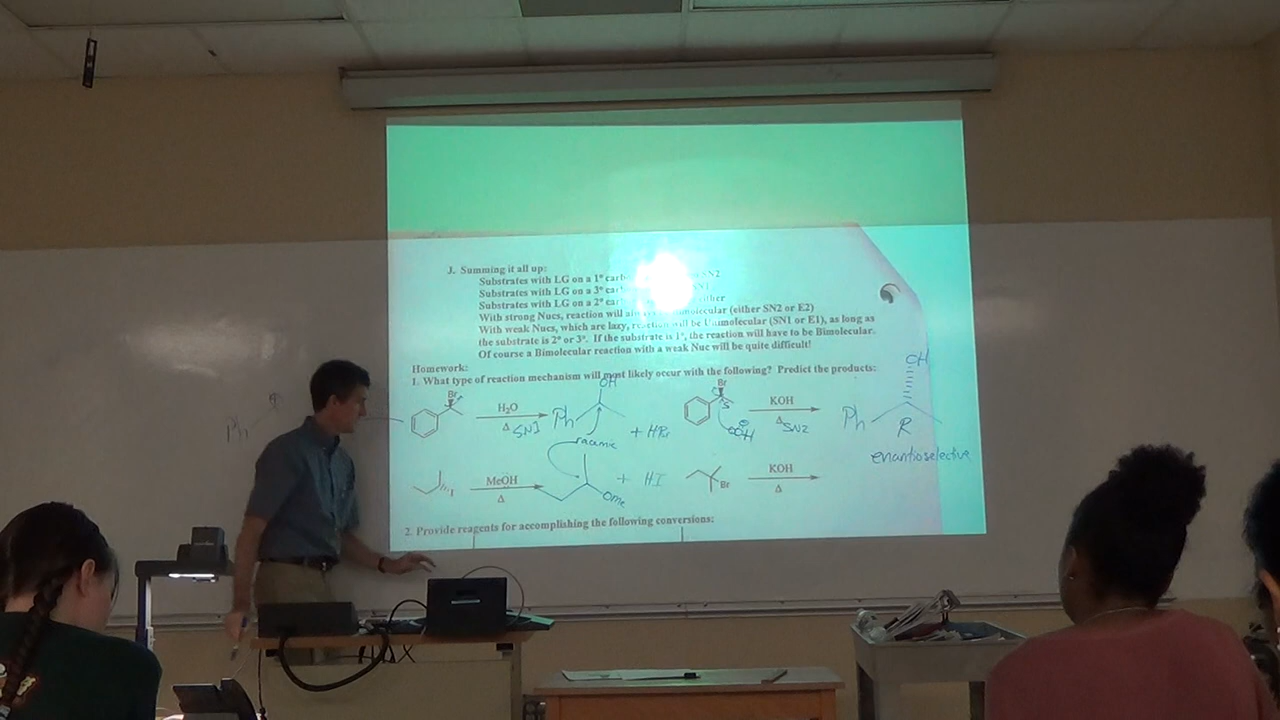 J. Summing it all up:
Substrates with LG on a 1° SN2
Substrates with LG on a 3°
Substrates with LG on a 2° either
With strong Nucs, reaction will (either SN2 or E2)
With weak Nucs, which are lazy, reaction will be Unimolecular (SN1 or E1), as long as
the substrate is 2° or 3°. If the substrate is 1°, the reaction will have to be Bimolecular.
Of course a Bimolecular reaction with a weak Nuc will be quite difficult!
Homework:
1. What type of reaction mechanism will most likely occur with the following? Predict the products:
Br
H₂O
Δ SN1
Ph
OH
+ HBr
racemic
Br
S
OH
KOH
Δ SN2
Ph
OH
R
enantioselective
Ph
I
MeOH
Δ
OMe
+ HI
Br
KOH
Δ
2. Provide reagents for accomplishing the following conversions: